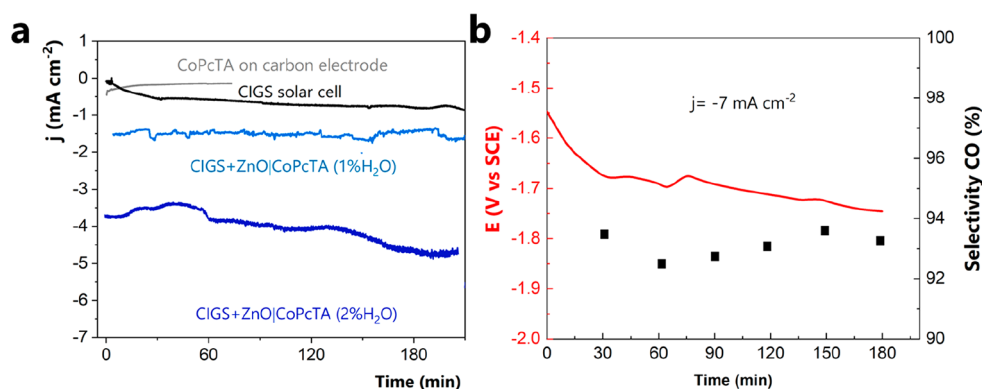 a
j (mA cm-2)
0
-1
-2
-3
-4
-5
-6
-7
CoPcTA on carbon electrode
CIGS solar cell
CIGS+ZnO|CoPcTA (1%H2O)
CIGS+ZnO|CoPcTA (2%H2O)
0 60 120 180
Time (min)
b
E (V vs SCE)
-1.4
-1.5
-1.6
-1.7
-1.8
-1.9
-2.0
j= -7 mA cm-2
100
98
96
94
92
90
Selectivity CO (%)
0 30 60 90 120 150 180
Time (min)